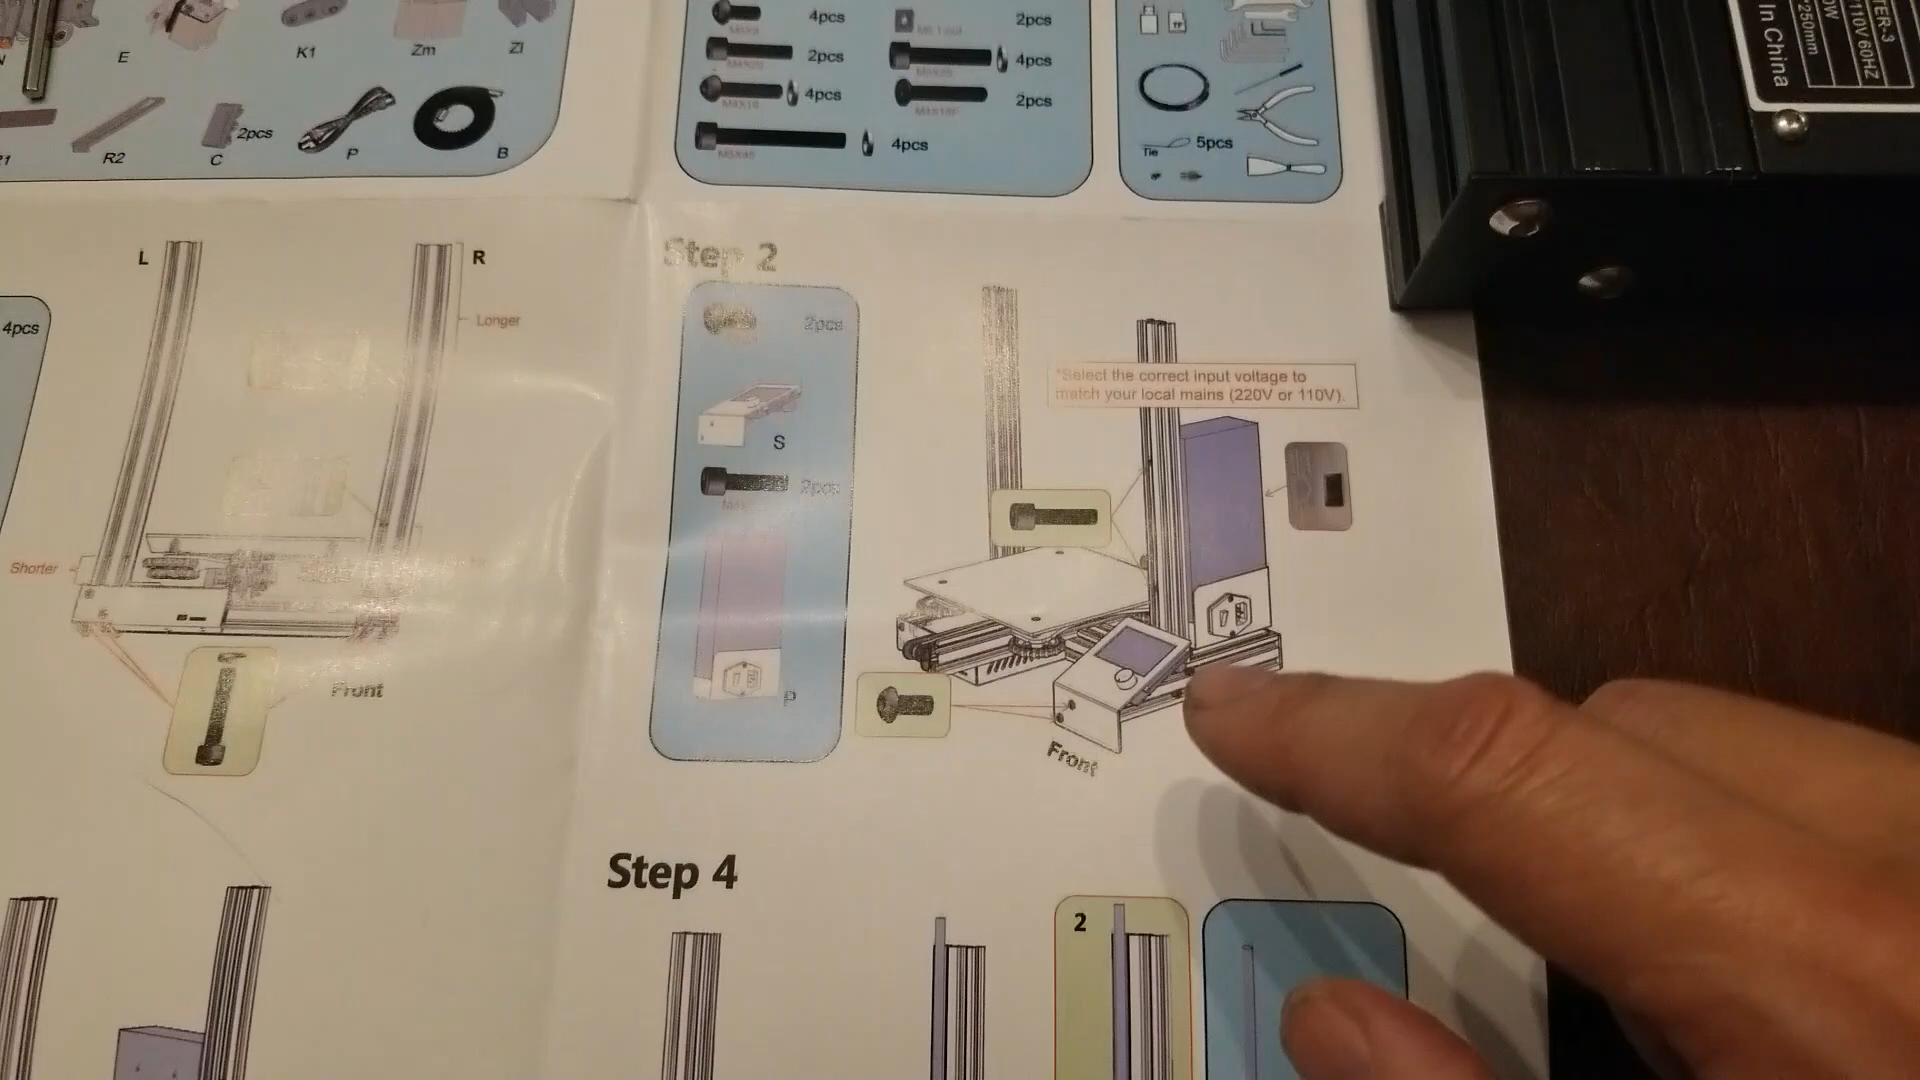 E
K1
Zm
Zl
R2
C
2pcs
P
B
4pcs
2pcs
4pcs
4pcs
2pcs
4pcs
2pcs
Tie
5pcs
TF
110V 60HZ
250mm
In China
L
R
Longer
4pcs
Shorter
Front
Step 2
2pcs
S
2pcs
P
*Select the correct input voltage to
match your local mains (220V or 110V).
Front
Step 4
2